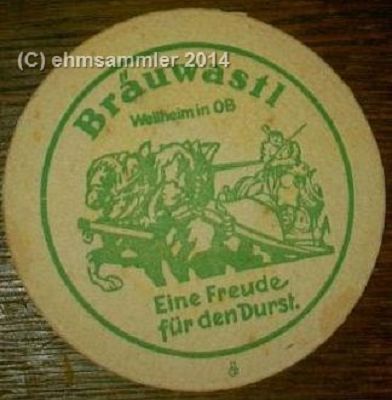 (C) ehmsammler 2014
Bräuwastl
Weilheim in OB
Eine Freude
für den Durst.